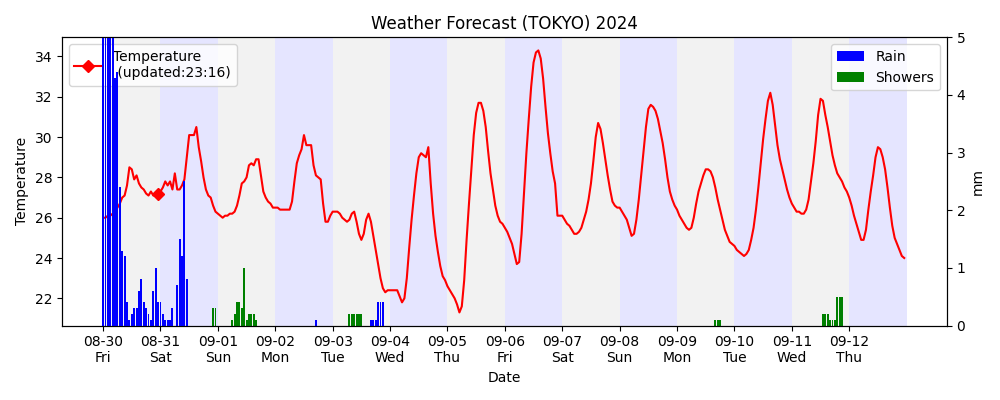 Weather Forecast (TOKYO) 2024
Temperature
(updated:23:16)
Rain
Showers
34
32
30
28
26
24
22
Temperature
5
4
3
2
1
0
mm
08-30 08-31 09-01 09-02 09-03 09-04 09-05 09-06 09-07 09-08 09-09 09-10 09-11 09-12
Fri Sat Sun Mon Tue Wed Thu Fri Sat Sun Mon Tue Wed Thu
Date